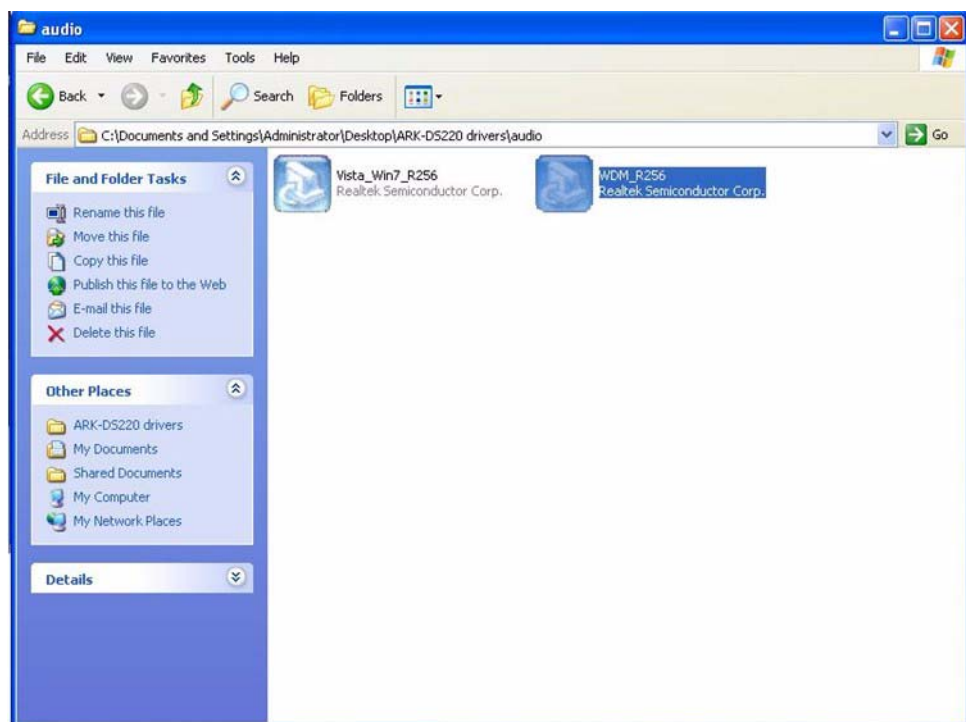 audio
File Edit View Favorites Tools Help
Back Search Folders
Address C:\Documents and Settings\Administrator\Desktop\ARK-DS220 drivers\audio Go
File and Folder Tasks
Rename this file
Move this file
Copy this file
Publish this file to the Web
E-mail this file
Delete this file
Other Places
ARK-DS220 drivers
My Documents
Shared Documents
My Computer
My Network Places
Details
Vista_Win7_R256
Realtek Semiconductor Corp.
WDM_R256
Realtek Semiconductor Corp.